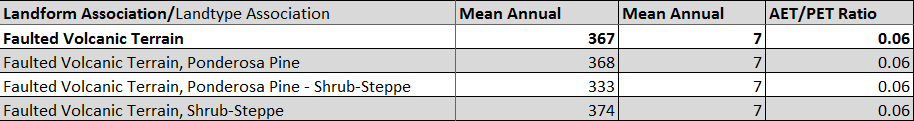 Landform Association/Landtype Association Mean Annual Mean Annual AET/PET Ratio
Faulted Volcanic Terrain 367 7 0.06
Faulted Volcanic Terrain, Ponderosa Pine 368 7 0.06
Faulted Volcanic Terrain, Ponderosa Pine - Shrub-Steppe 333 7 0.06
Faulted Volcanic Terrain, Shrub-Steppe 374 7 0.06